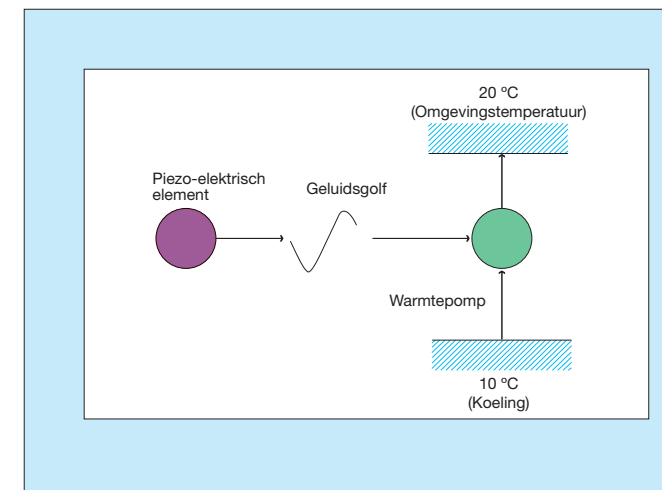 20 ºC
(Omgevingstemperatuur)
Piezo-elektrisch
element
Geluidsgolf
Warmtepomp
10 ºC
(Koeling)